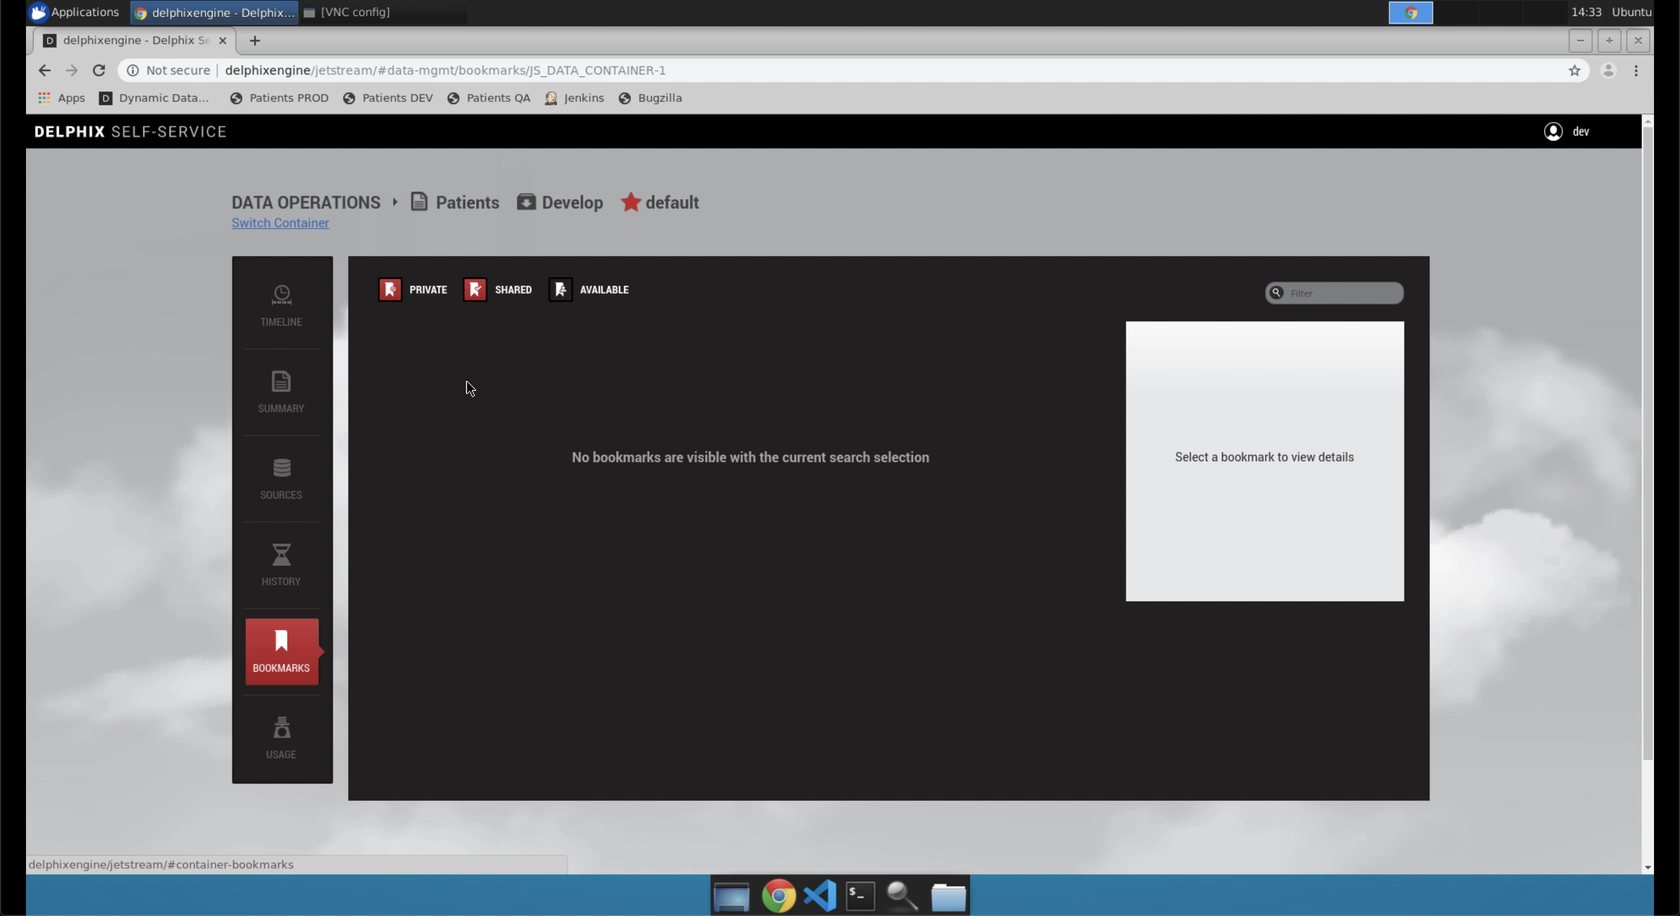 Applications
delphixengine - Delphix...
[VNC config]
14:33 Ubuntu
delphixengine - Delphix Se
Not secure
delphixengine/jetstream/#data-mgmt/bookmarks/JS_DATA_CONTAINER-1
Apps
Dynamic Data...
Patients PROD
Patients DEV
Patients QA
Jenkins
Bugzilla
DELPHIX SELF-SERVICE
dev
DATA OPERATIONS
Patients
Develop
default
Switch Container
PRIVATE
SHARED
AVAILABLE
Filter
TIMELINE
SUMMARY
SOURCES
HISTORY
BOOKMARKS
USAGE
No bookmarks are visible with the current search selection
Select a bookmark to view details
delphixengine/jetstream/#container-bookmarks